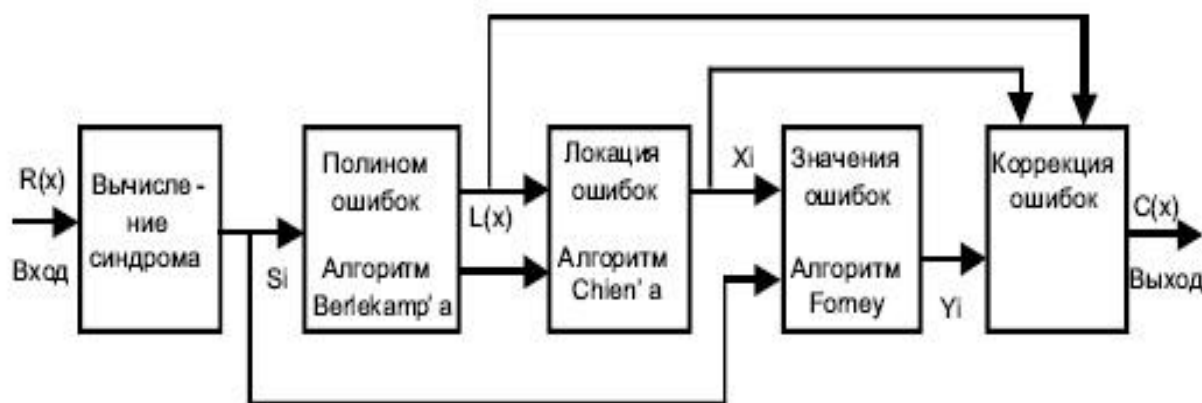 R(x)
Вход
Вычисле-
ние
синдрома
Si
Полином
ошибок
Алгоритм
Berlekamp' a
L(x)
Локация
ошибок
Алгоритм
Chien' a
Xi
Значения
ошибок
Алгоритм
Forney
Yi
Коррекция
ошибок
C(x)
Выход